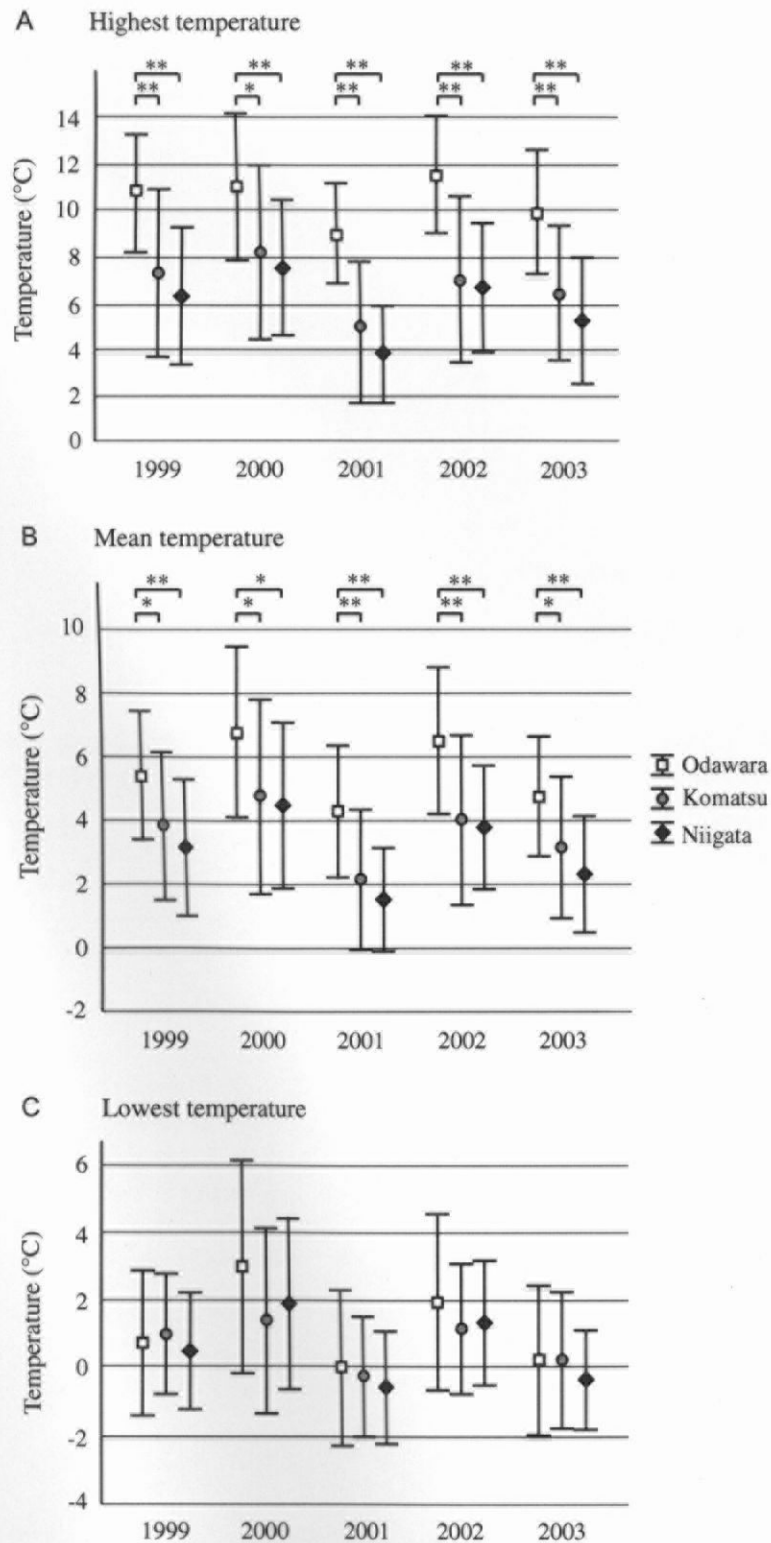 A Highest temperature
** ** ** ** **
** * ** ** **
Temperature (°C)
14
12
10
8
6
4
2
0
1999 2000 2001 2002 2003
B Mean temperature
** * ** ** **
* * ** ** *
Temperature (°C)
10
8
6
4
2
0
-2
1999 2000 2001 2002 2003
Odawara
Komatsu
Niigata
C Lowest temperature
Temperature (°C)
6
4
2
0
-2
-4
1999 2000 2001 2002 2003